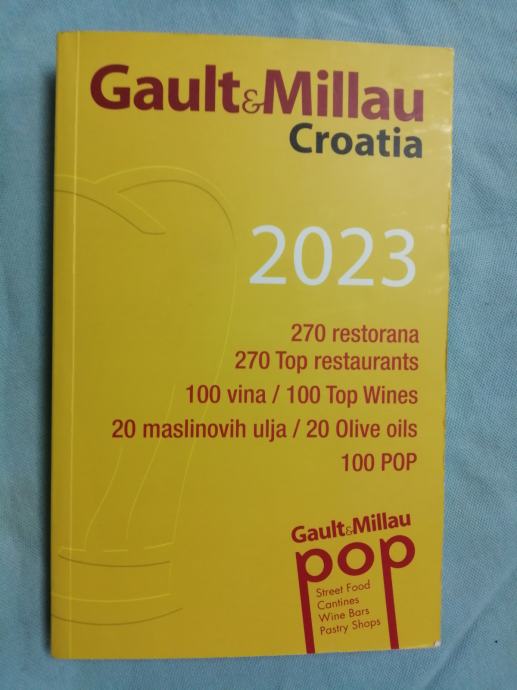 Gault&Millau
Croatia
2023
270 restorana
270 Top restaurants
100 vina / 100 Top Wines
20 maslinovih ulja / 20 Olive oils
100 POP
Gault&Millau
pop
Street Food
Cantines
Wine Bars
Pastry Shops